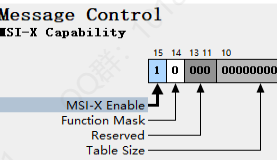 Message Control
MSI-X Capability
15 14 13 11 10
1 0 000 00000000
MSI-X Enable
Function Mask
Reserved
Table Size